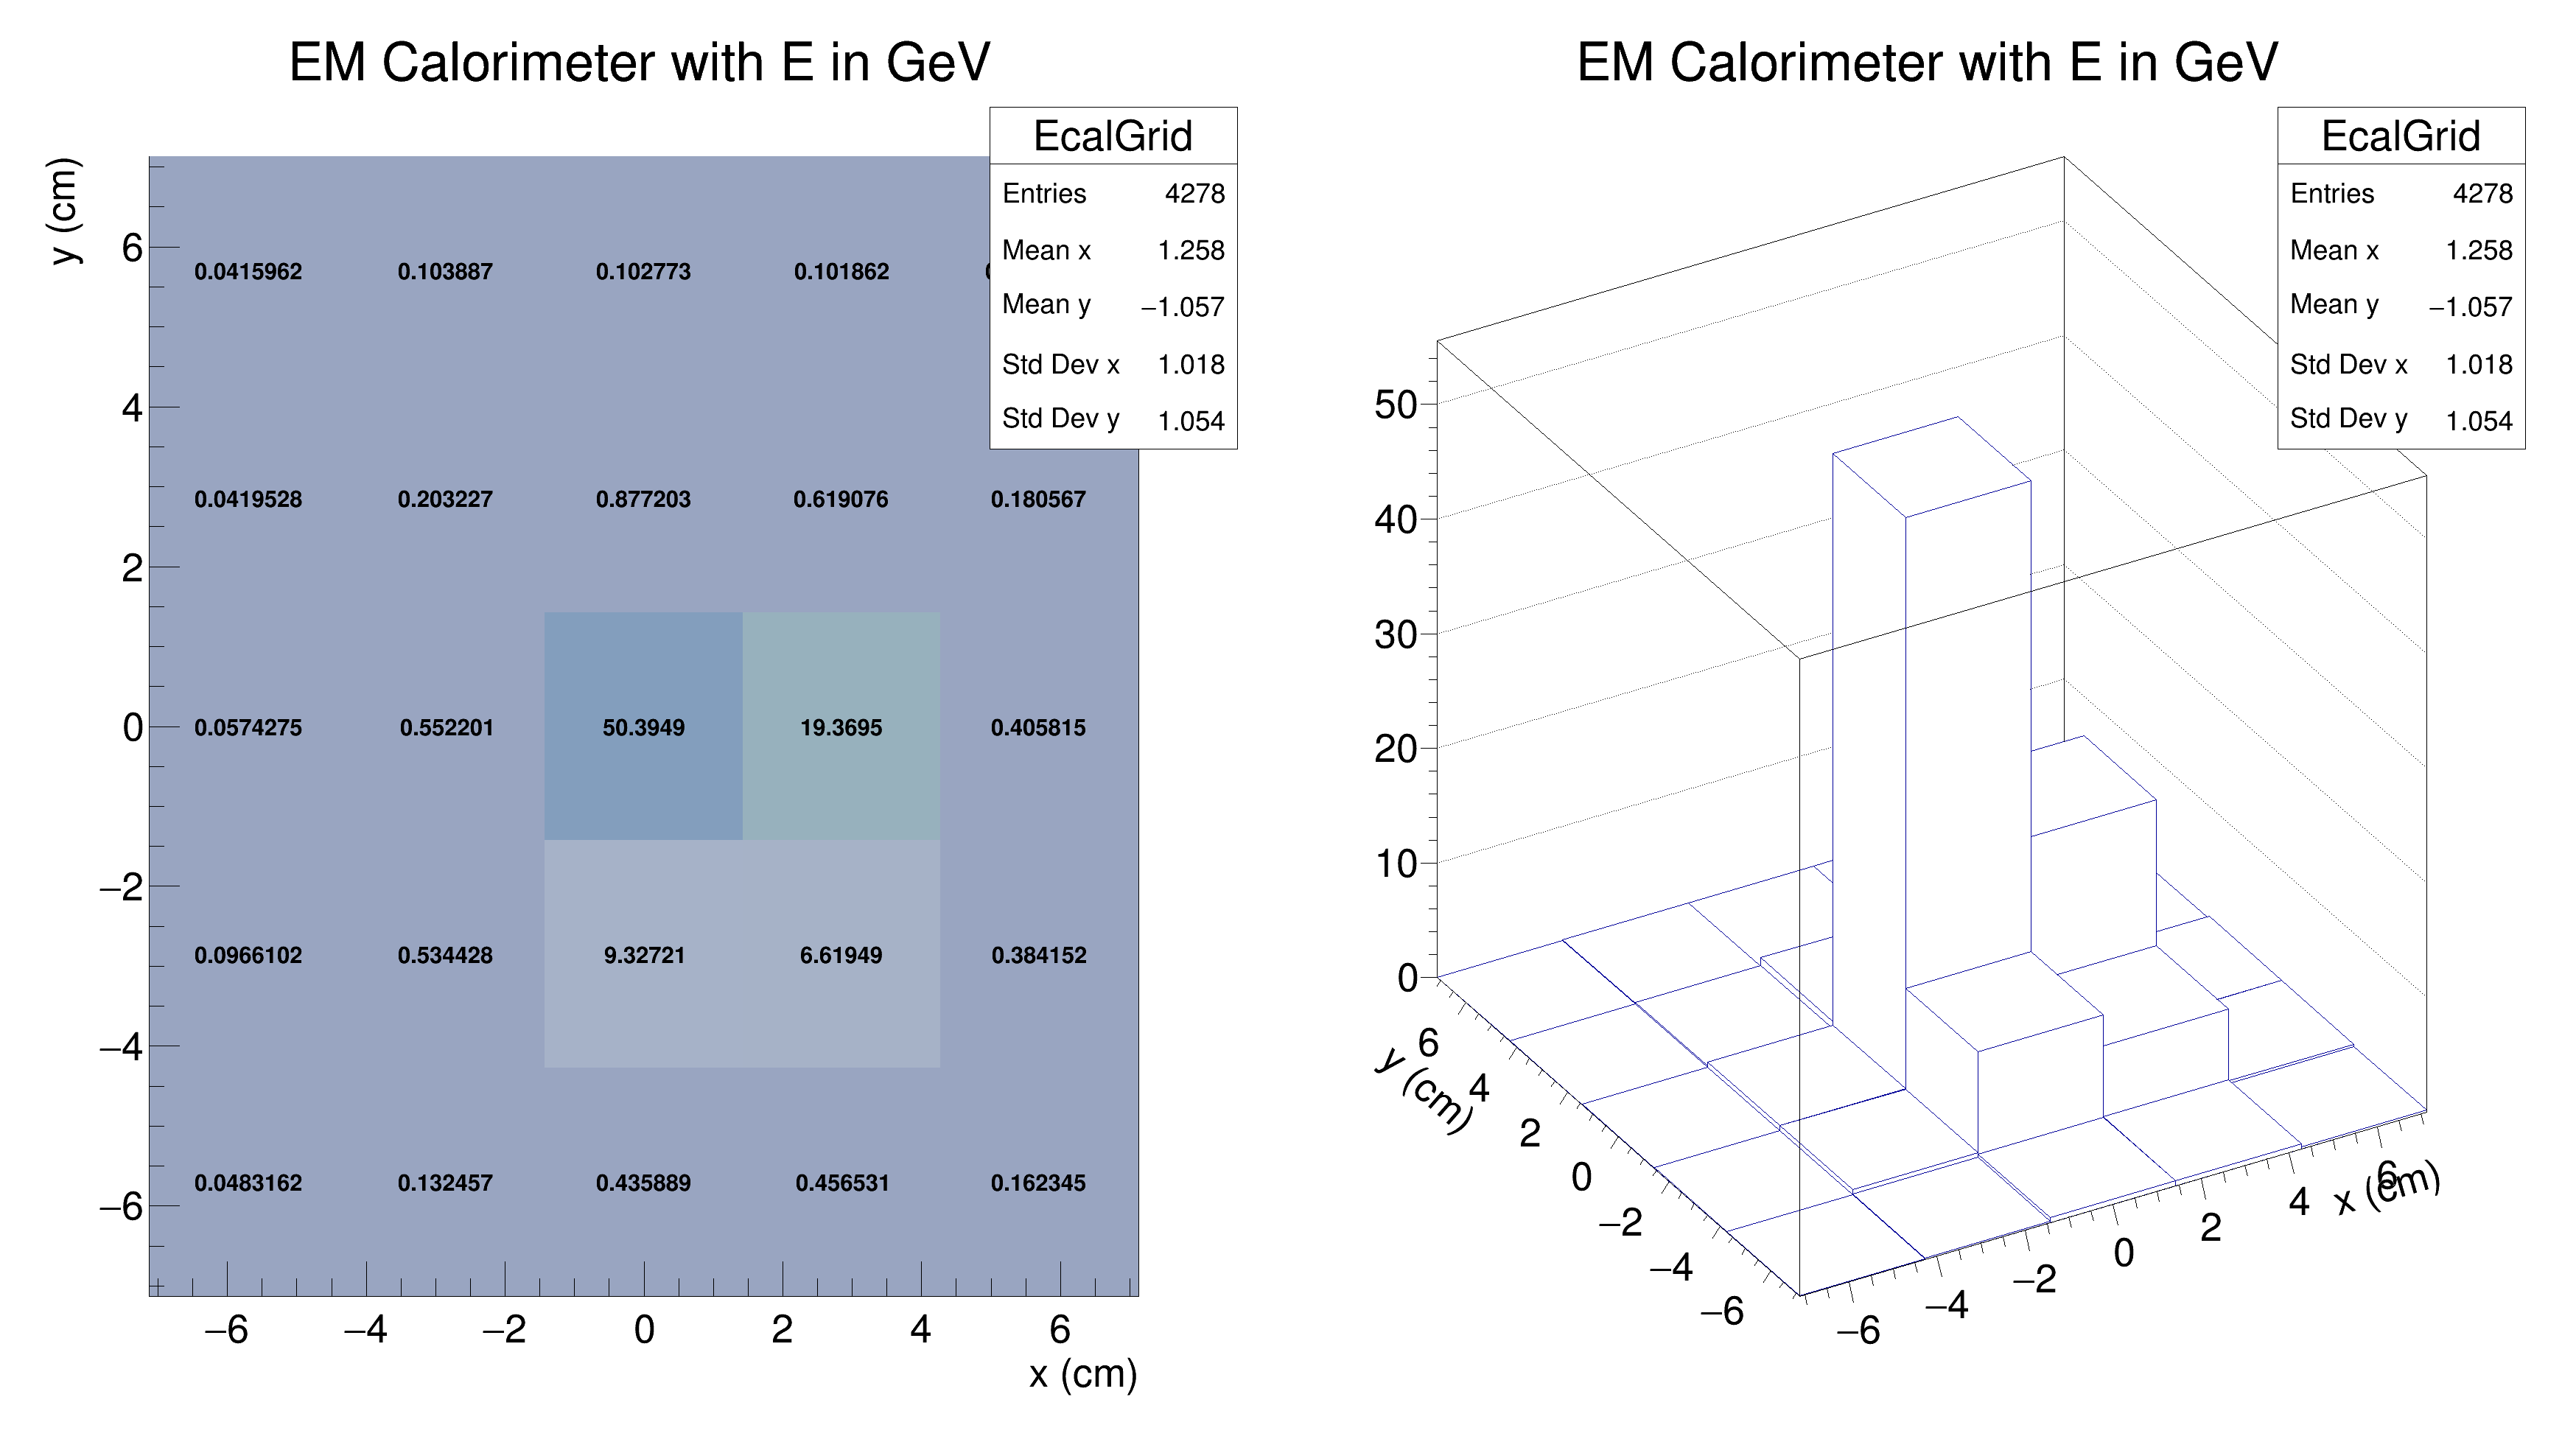 EM Calorimeter with E in GeV
EcalGrid
Entries 4278
Mean x 1.258
Mean y −1.057
Std Dev x 1.018
Std Dev y 1.054
y (cm)
6
4
2
0
−2
−4
−6
0.0415962 0.103887 0.102773 0.101862
0.0419528 0.203227 0.877203 0.619076 0.180567
0.0574275 0.552201 50.3949 19.3695 0.405815
0.0966102 0.534428 9.32721 6.61949 0.384152
0.0483162 0.132457 0.435889 0.456531 0.162345
−6 −4 −2 0 2 4 6
x (cm)
EM Calorimeter with E in GeV
EcalGrid
Entries 4278
Mean x 1.258
Mean y −1.057
Std Dev x 1.018
Std Dev y 1.054
50
40
30
20
10
0
6
4
2
0
−2
−4
−6
y (cm)
−6 −4 −2 0 2 4 6
x (cm)